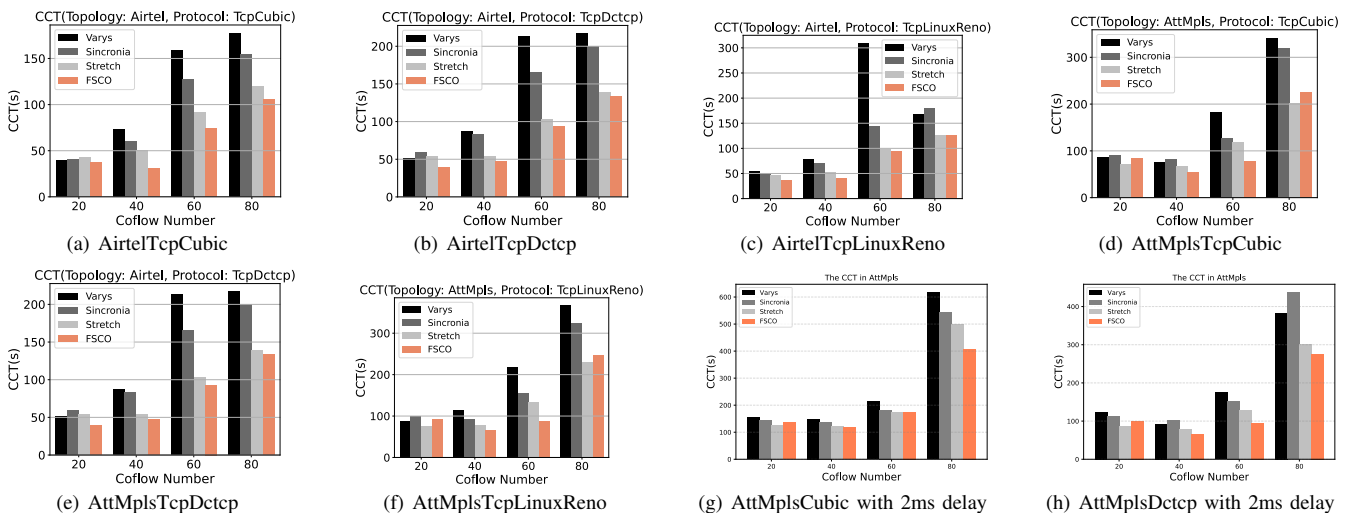 CCT(Topology: Airtel, Protocol: TcpCubic)
CCT(s)
150
100
50
0
Varys
Sincronia
Stretch
FSCO
20 40 60 80
Coflow Number
(a) AirtelTcpCubic
CCT(Topology: Airtel, Protocol: TcpDctcp)
CCT(s)
200
150
100
50
0
Varys
Sincronia
Stretch
FSCO
20 40 60 80
Coflow Number
(b) AirtelTcpDctcp
CCT(Topology: Airtel, Protocol: TcpLinuxReno)
CCT(s)
300
250
200
150
100
50
0
Varys
Sincronia
Stretch
FSCO
20 40 60 80
Coflow Number
(c) AirtelTcpLinuxReno
CCT(Topology: AttMpls, Protocol: TcpCubic)
CCT(s)
300
200
100
0
Varys
Sincronia
Stretch
FSCO
20 40 60 80
Coflow Number
(d) AttMplsTcpCubic
CCT(Topology: Airtel, Protocol: TcpDctcp)
CCT(s)
200
150
100
50
0
Varys
Sincronia
Stretch
FSCO
20 40 60 80
Coflow Number
(e) AttMplsTcpDctcp
CCT(Topology: AttMpls, Protocol: TcpLinuxReno)
CCT(s)
300
200
100
0
Varys
Sincronia
Stretch
FSCO
20 40 60 80
Coflow Number
(f) AttMplsTcpLinuxReno
The CCT in AttMpls
CCT(s)
600
500
400
300
200
100
0
Varys
Sincronia
Stretch
FSCO
20 40 60 80
Coflow Number
(g) AttMplsCubic with 2ms delay
The CCT in AttMpls
CCT(s)
400
300
200
100
0
Varys
Sincronia
Stretch
FSCO
20 40 60 80
Coflow Number
(h) AttMplsDctcp with 2ms delay